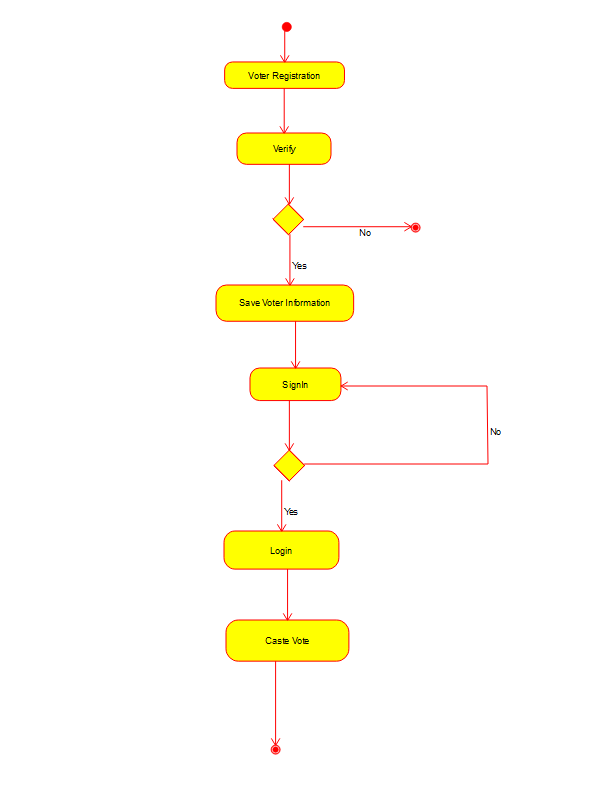 Voter Registration
Verify
No
Yes
Save Voter Information
SignIn
No
Yes
Login
Caste Vote